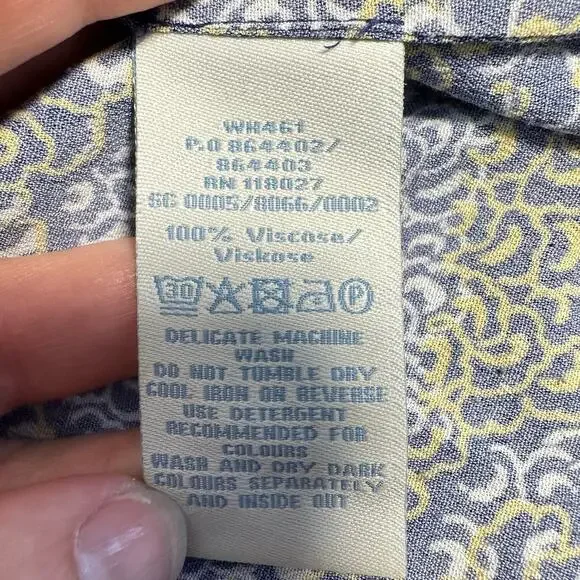 WH461
P.O 864402/
864403
RN 118027
SC 0005/8066/0002
100% Viscose/
Viskose
30 P
DELICATE MACHINE
WASH
DO NOT TUMBLE DRY
COOL IRON ON REVERSE
USE DETERGENT
RECOMMENDED FOR
COLOURS
WASH AND DRY DARK
COLOURS SEPARATELY
AND INSIDE OUT